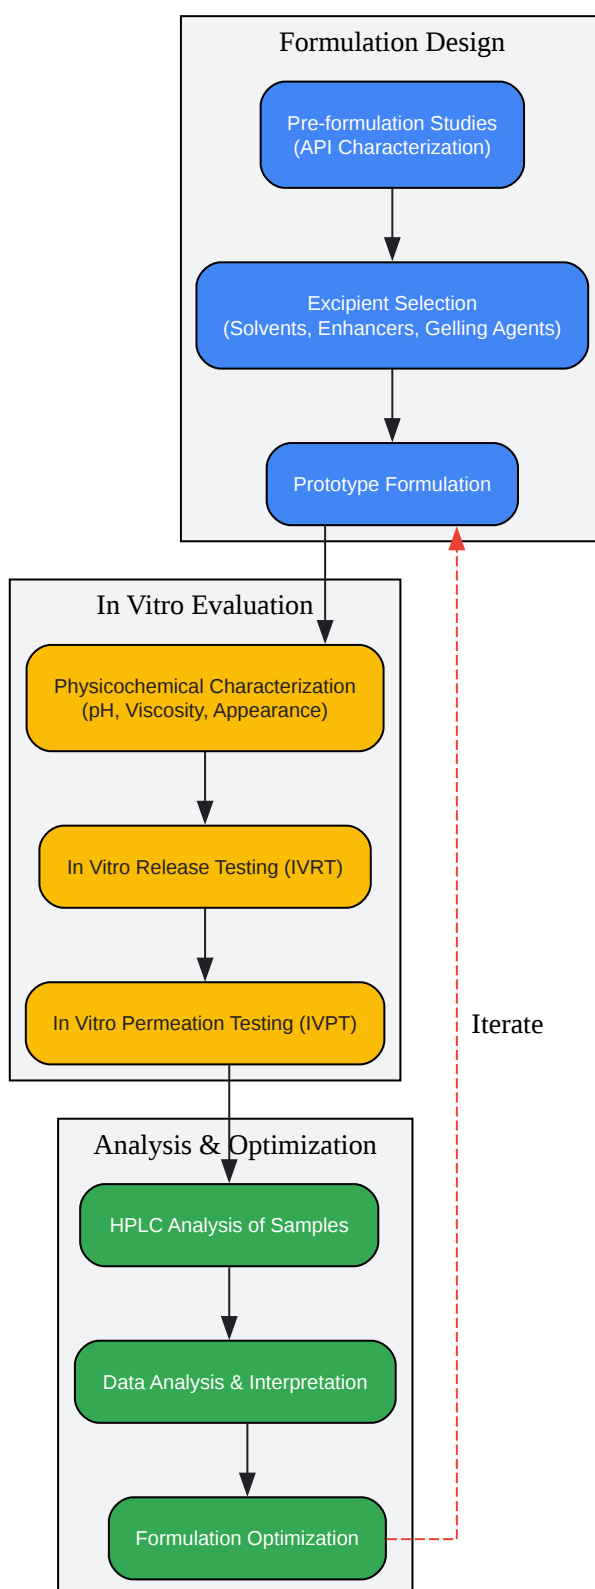 Formulation Design
Pre-formulation Studies
(API Characterization)
Excipient Selection
(Solvents, Enhancers, Gelling Agents)
Prototype Formulation
In Vitro Evaluation
Physicochemical Characterization
(pH, Viscosity, Appearance)
In Vitro Release Testing (IVRT)
In Vitro Permeation Testing (IVPT)
Iterate
Analysis & Optimization
HPLC Analysis of Samples
Data Analysis & Interpretation
Formulation Optimization